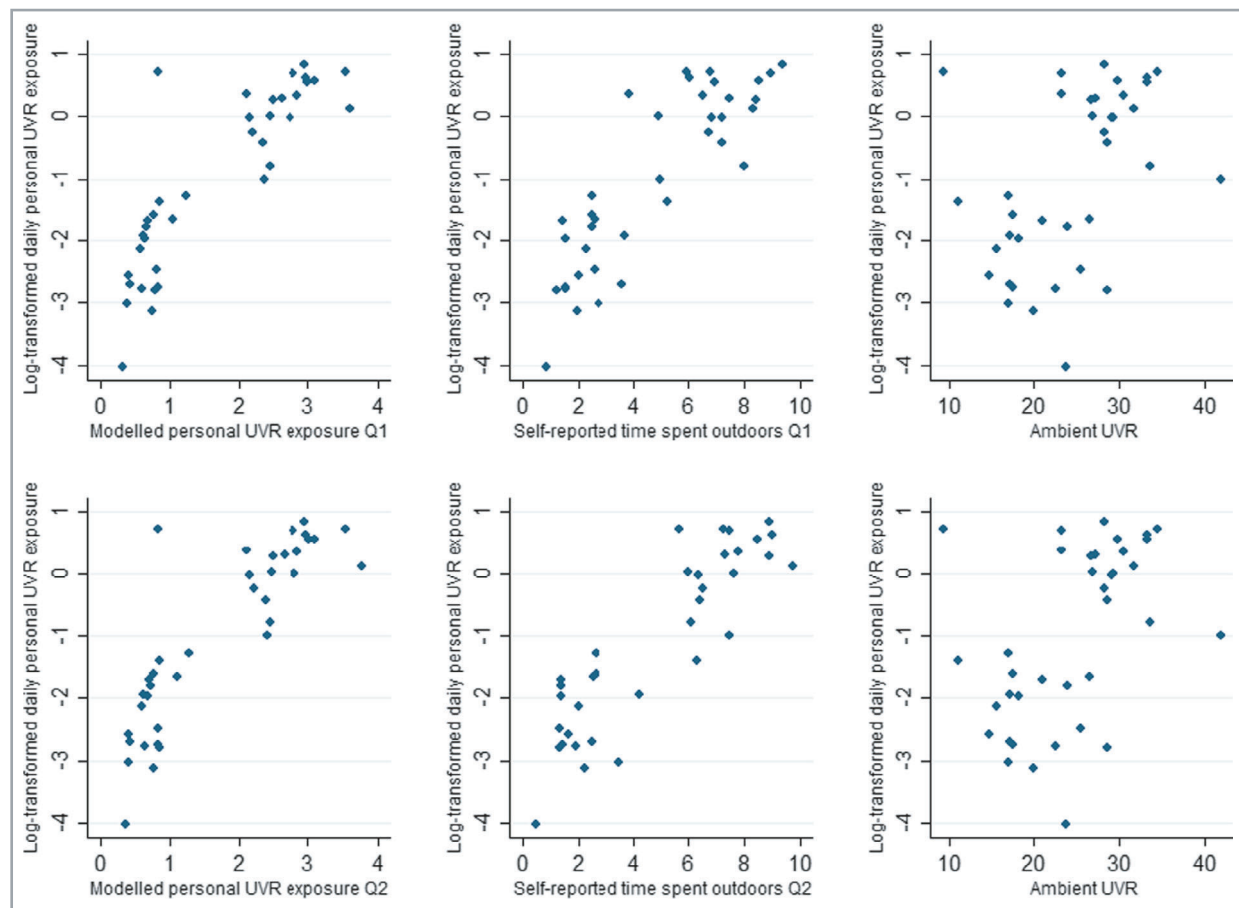 Log-transformed daily personal UVR exposure
1
0
-1
-2
-3
-4
0 1 2 3 4
Modelled personal UVR exposure Q1
Log-transformed daily personal UVR exposure
1
0
-1
-2
-3
-4
0 2 4 6 8 10
Self-reported time spent outdoors Q1
Log-transformed daily personal UVR exposure
1
0
-1
-2
-3
-4
10 20 30 40
Ambient UVR
Log-transformed daily personal UVR exposure
1
0
-1
-2
-3
-4
0 1 2 3 4
Modelled personal UVR exposure Q2
Log-transformed daily personal UVR exposure
1
0
-1
-2
-3
-4
0 2 4 6 8 10
Self-reported time spent outdoors Q2
Log-transformed daily personal UVR exposure
1
0
-1
-2
-3
-4
10 20 30 40
Ambient UVR